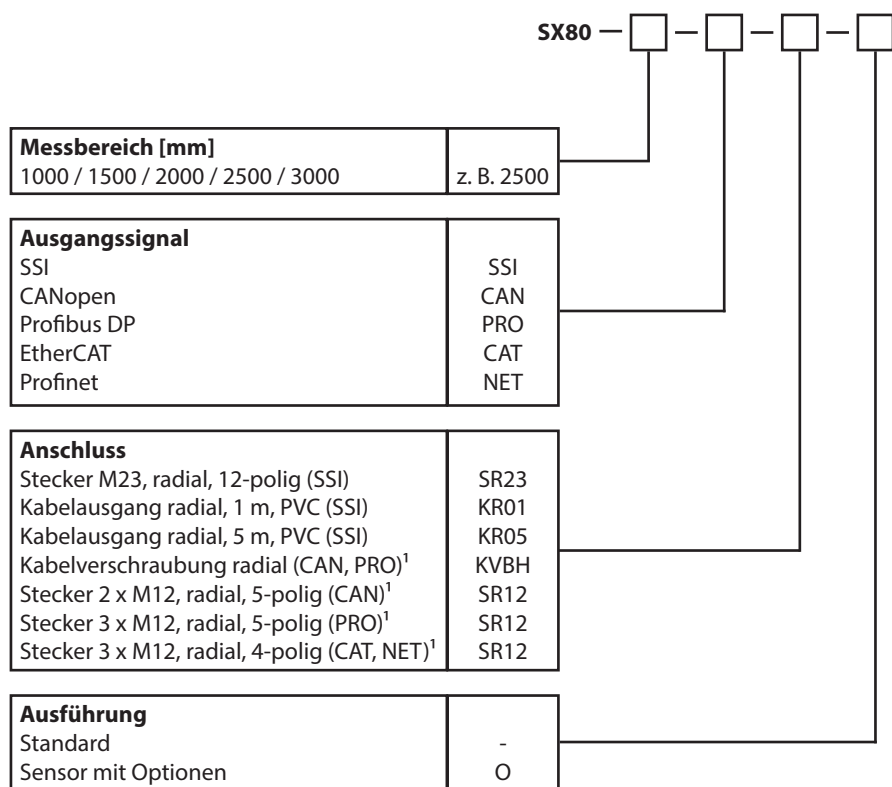 SX80
Messbereich [mm]
1000 / 1500 / 2000 / 2500 / 3000 z. B. 2500
Ausgangssignal
SSI SSI
CANopen CAN
Profibus DP PRO
EtherCAT CAT
Profinet NET
Anschluss
Stecker M23, radial, 12-polig (SSI) SR23
Kabelausgang radial, 1 m, PVC (SSI) KR01
Kabelausgang radial, 5 m, PVC (SSI) KR05
Kabelverschraubung radial (CAN, PRO)¹ KVBH
Stecker 2 x M12, radial, 5-polig (CAN)¹ SR12
Stecker 3 x M12, radial, 5-polig (PRO)¹ SR12
Stecker 3 x M12, radial, 4-polig (CAT, NET)¹ SR12
Ausführung
Standard -
Sensor mit Optionen O